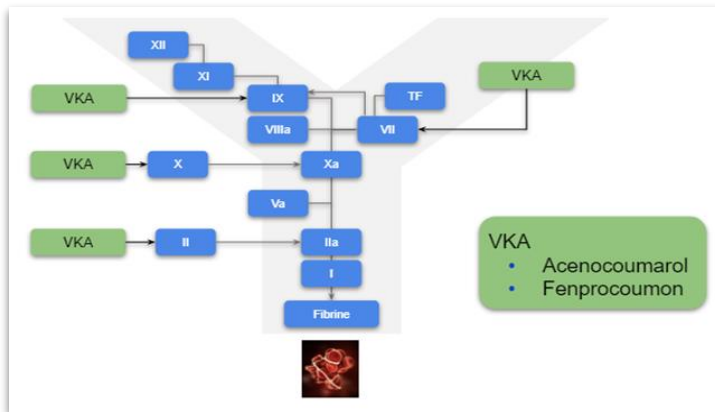 XII
XI
VKA
TF
VKA
IX
VIIIa
VII
VKA
X
Xa
Va
VKA
II
IIa
I
Fibrine
VKA
Acenocoumarol
Fenprocoumon